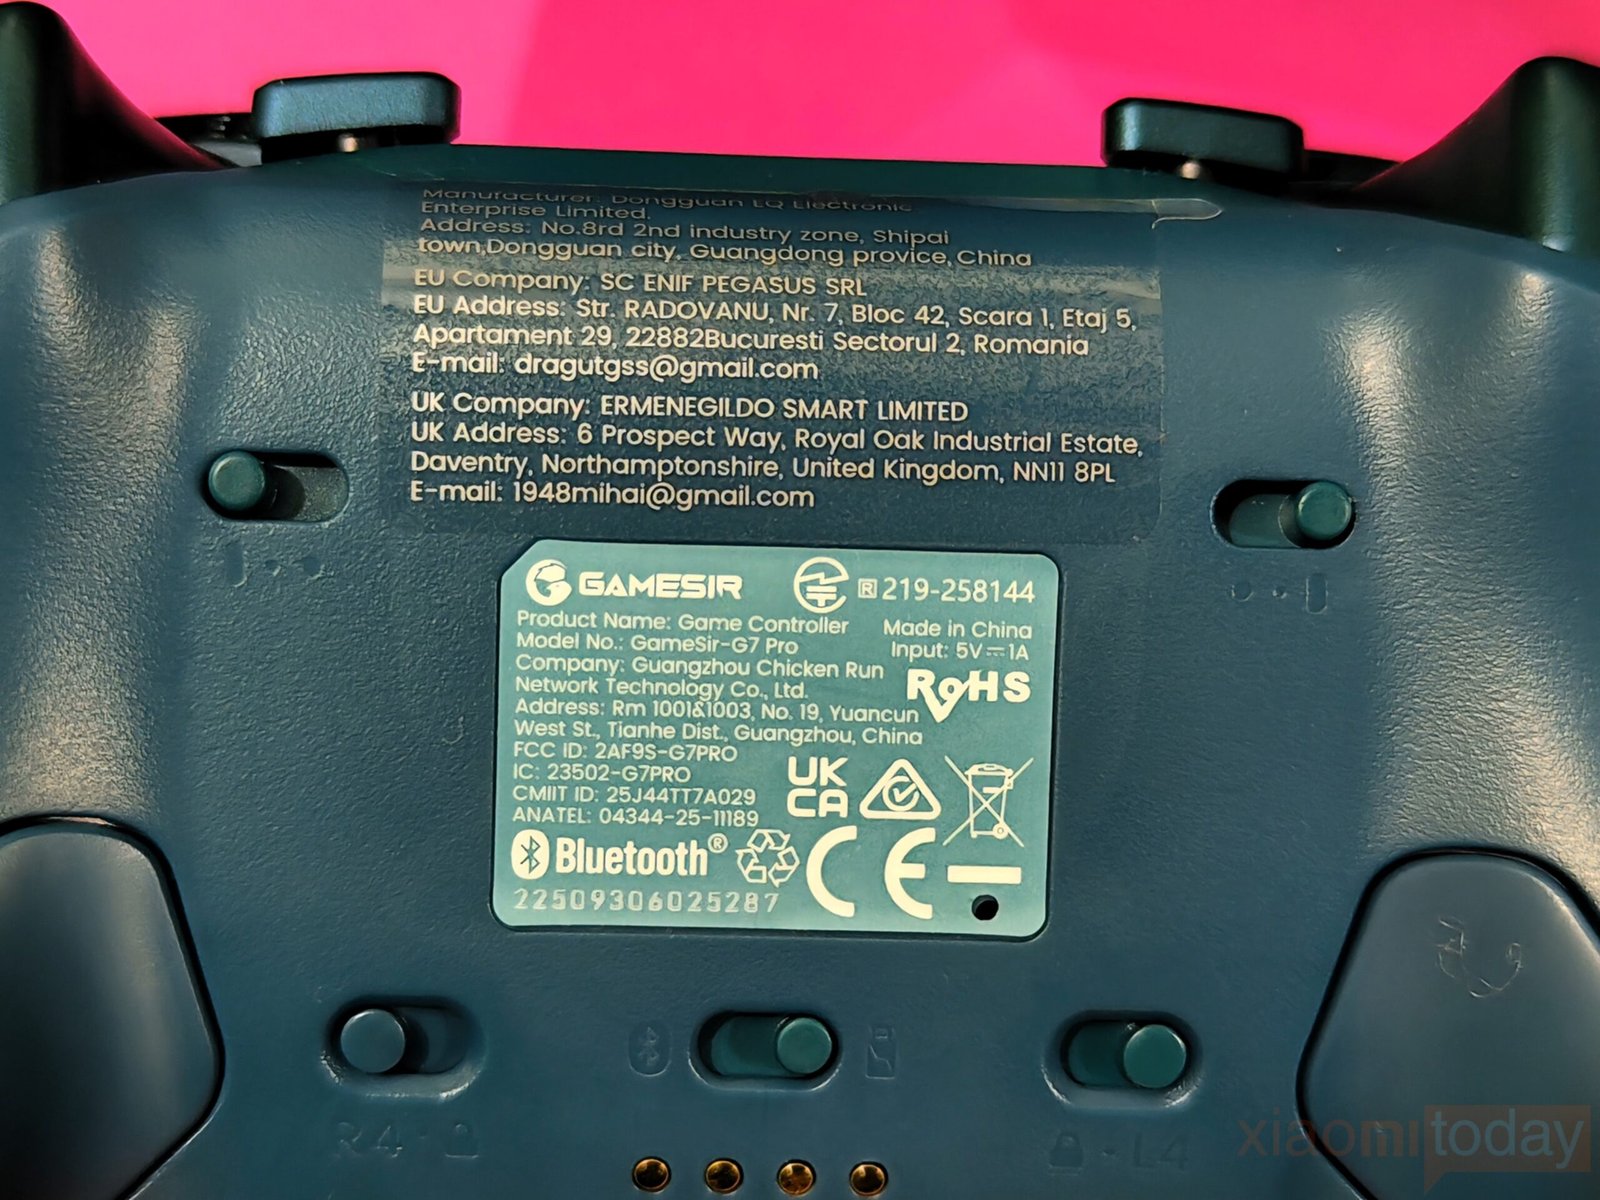 Manufacturer: Dongguan EQ Electronic
Enterprise Limited.
Address: No.8rd 2nd industry zone, Shipai
town,Dongguan city, Guangdong provice, China
EU Company: SC ENIF PEGASUS SRL
EU Address: Str. RADOVANU, Nr. 7, Bloc 42, Scara 1, Etaj 5,
Apartament 29, 22882Bucuresti Sectorul 2, Romania
E-mail: dragutgss@gmail.com
UK Company: ERMENEGILDO SMART LIMITED
UK Address: 6 Prospect Way, Royal Oak Industrial Estate,
Daventry, Northamptonshire, United Kingdom, NN11 8PL
E-mail: 1948mihai@gmail.com
GAMESIR
R 219-258144
Product Name: Game Controller
Model No.: GameSir-G7 Pro
Company: Guangzhou Chicken Run
Network Technology Co., Ltd.
Address: Rm 1001&1003, No. 19, Yuancun
West St., Tianhe Dist., Guangzhou, China
FCC ID: 2AF9S-G7PRO
IC: 23502-G7PRO
CMIIT ID: 25J44TT7A029
ANATEL: 04344-25-11189
Made in China
Input: 5V⎓1A
RoHS
UK
CA
CE
Bluetooth®
22509306025287
R4
L4
xiaomitoday